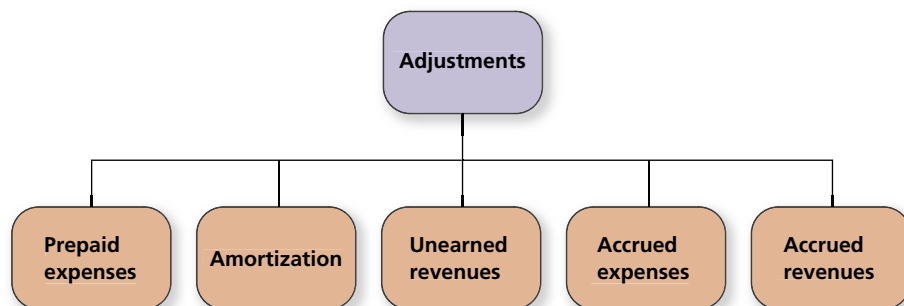 Adjustments
Prepaid
expenses
Amortization
Unearned
revenues
Accrued
expenses
Accrued
revenues